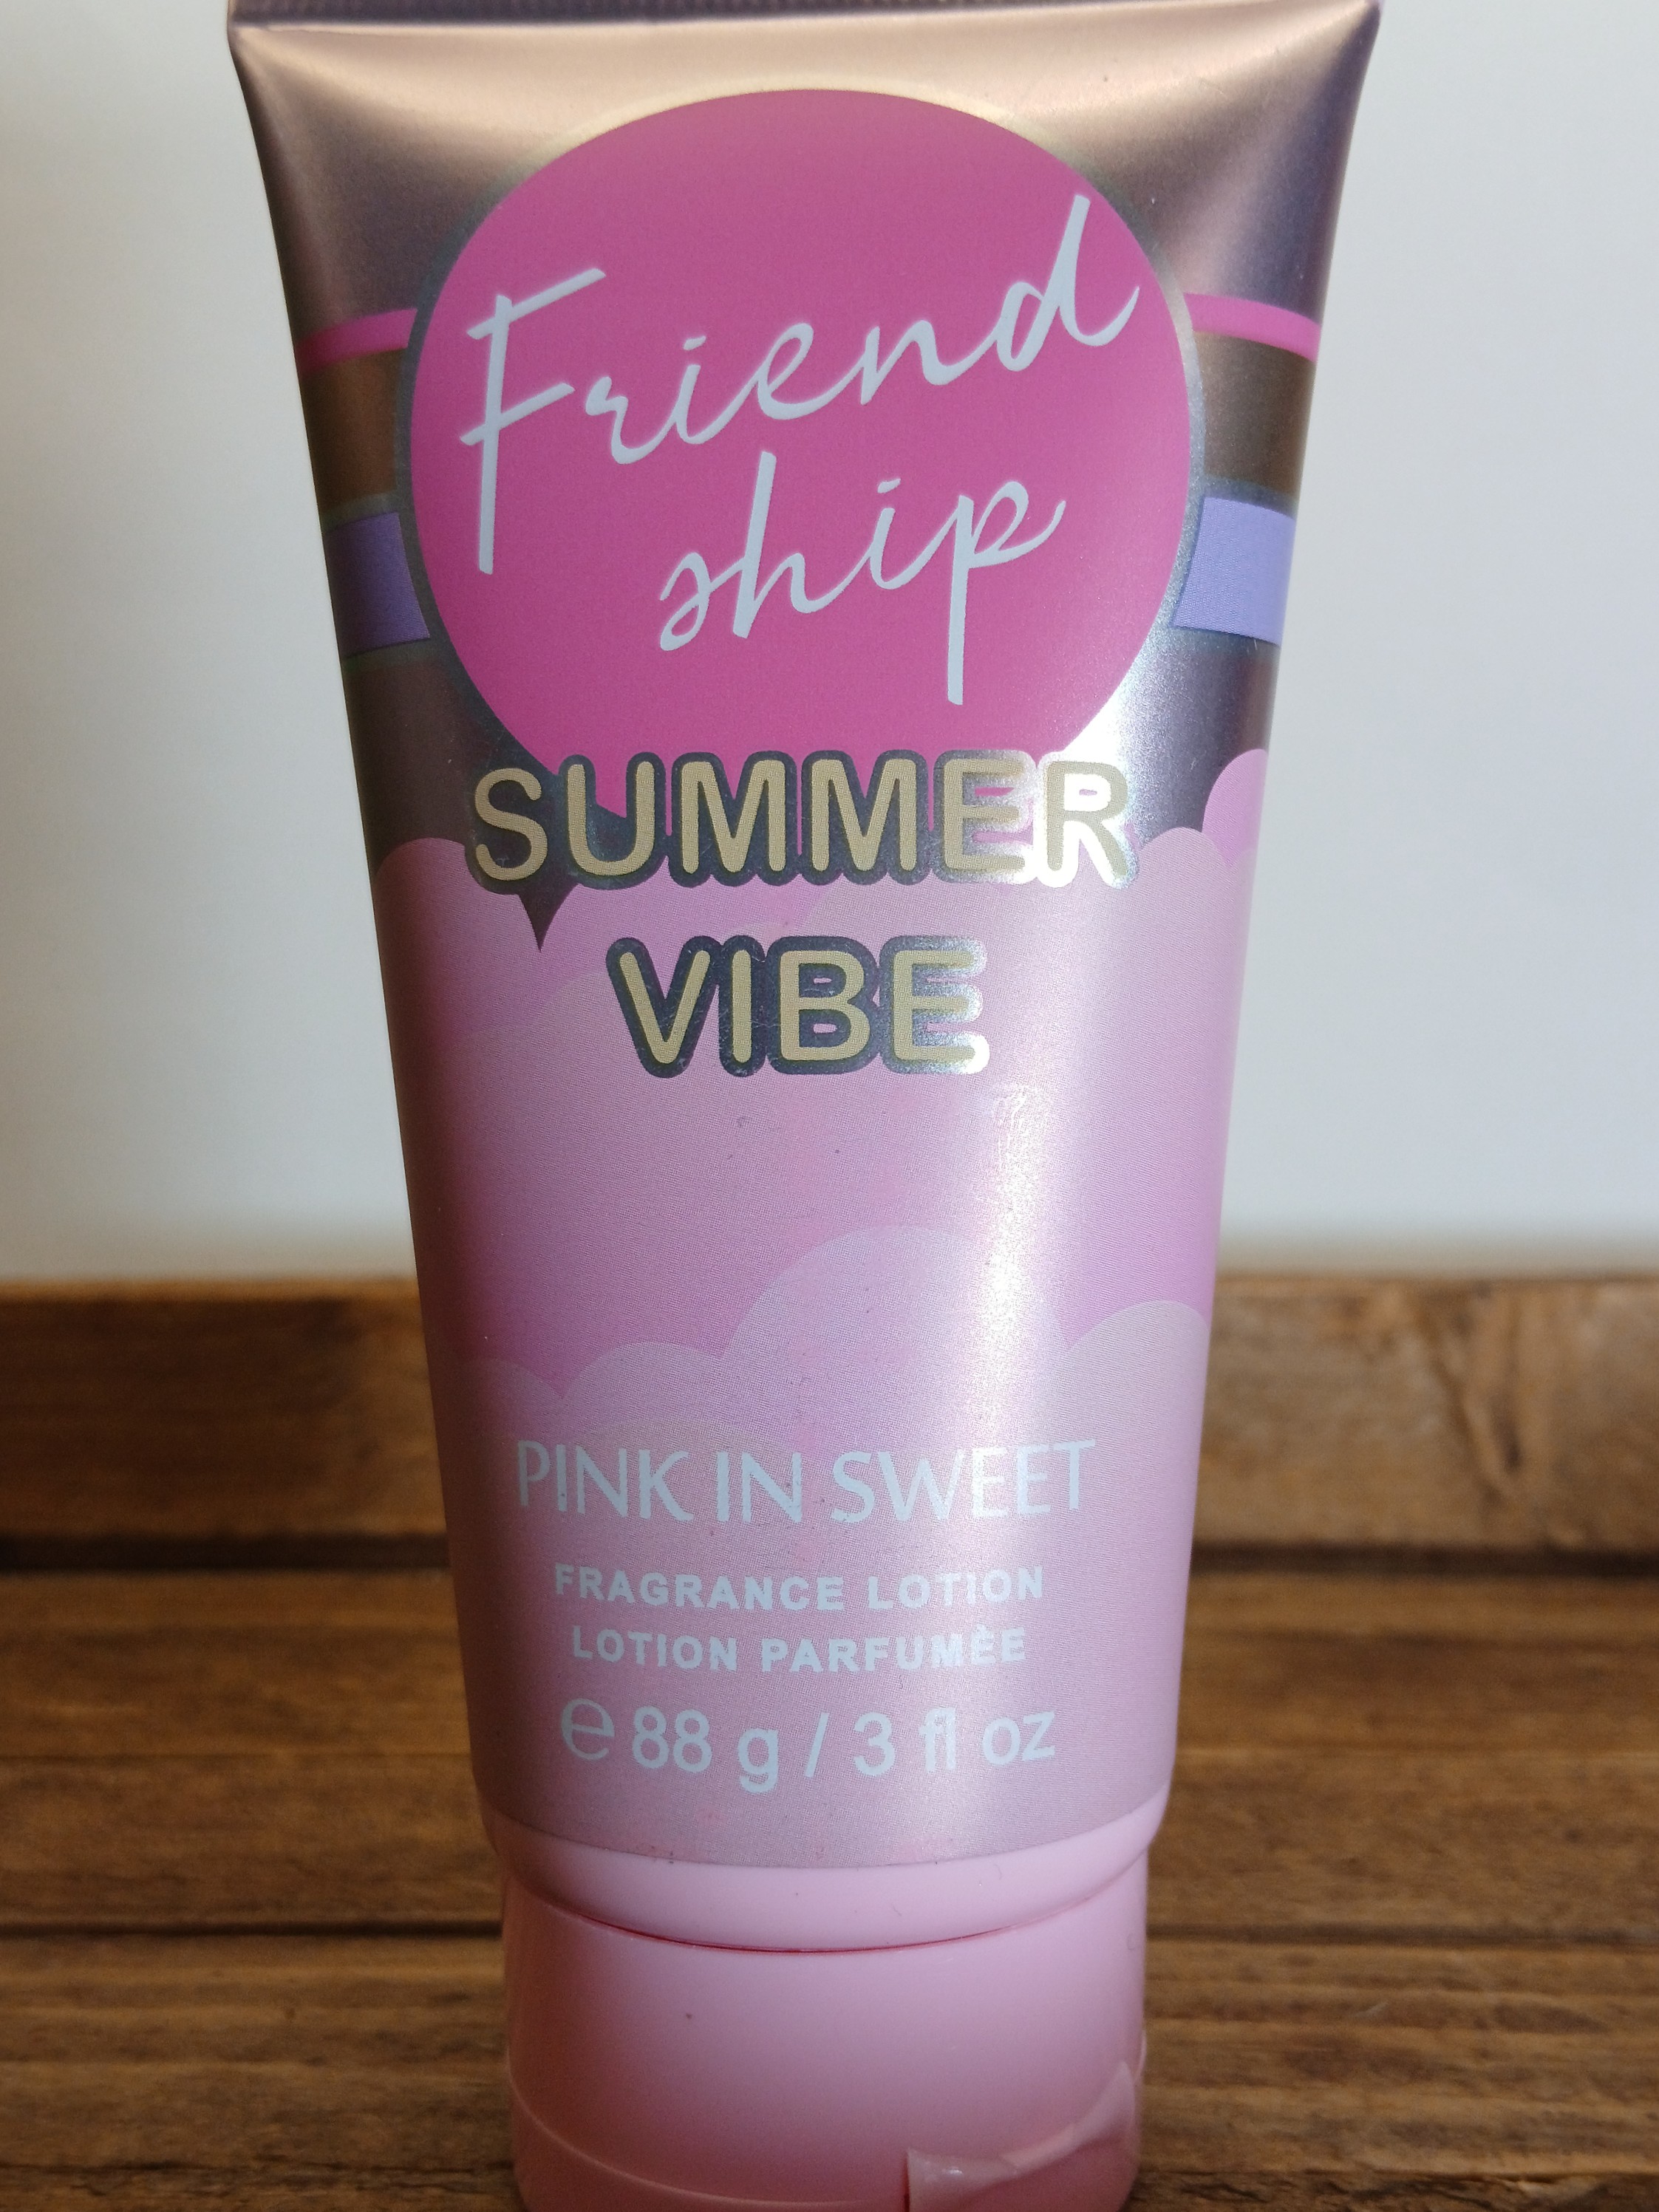 Friend
ship
SUMMER
VIBE
PINK IN SWEET
FRAGRANCE LOTION
LOTION PARFUMÈE
℮ 88 g / 3 fl oz